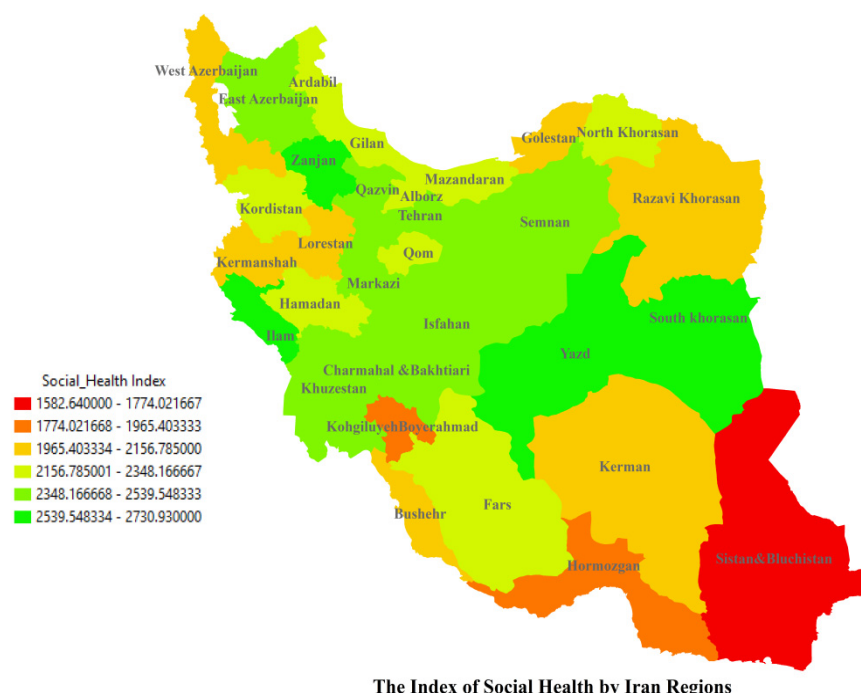 West Azerbaijan
Ardabil
East Azerbaijan
Golestan
North Khorasan
Gilan
Zanjan
Mazandaran
Qazvin
Alborz
Razavi Khorasan
Kordistan
Tehran
Semnan
Lorestan
Qom
Kermanshah
Markazi
Hamadan
South khorasan
Isfahan
Ilam
Yazd
Charmahal &Bakhtiari
Social_Health Index
Khuzestan
1582.640000 - 1774.021667
1774.021668 - 1965.403333
KohgiluyehBoyerahmad
1965.403334 - 2156.785000
2156.785001 - 2348.166667
Kerman
2348.166668 - 2539.548333
Fars
Bushehr
2539.548334 - 2730.930000
Sistan&Bluchistan
Hormozgan
The Index of Social Health by Iran Regions